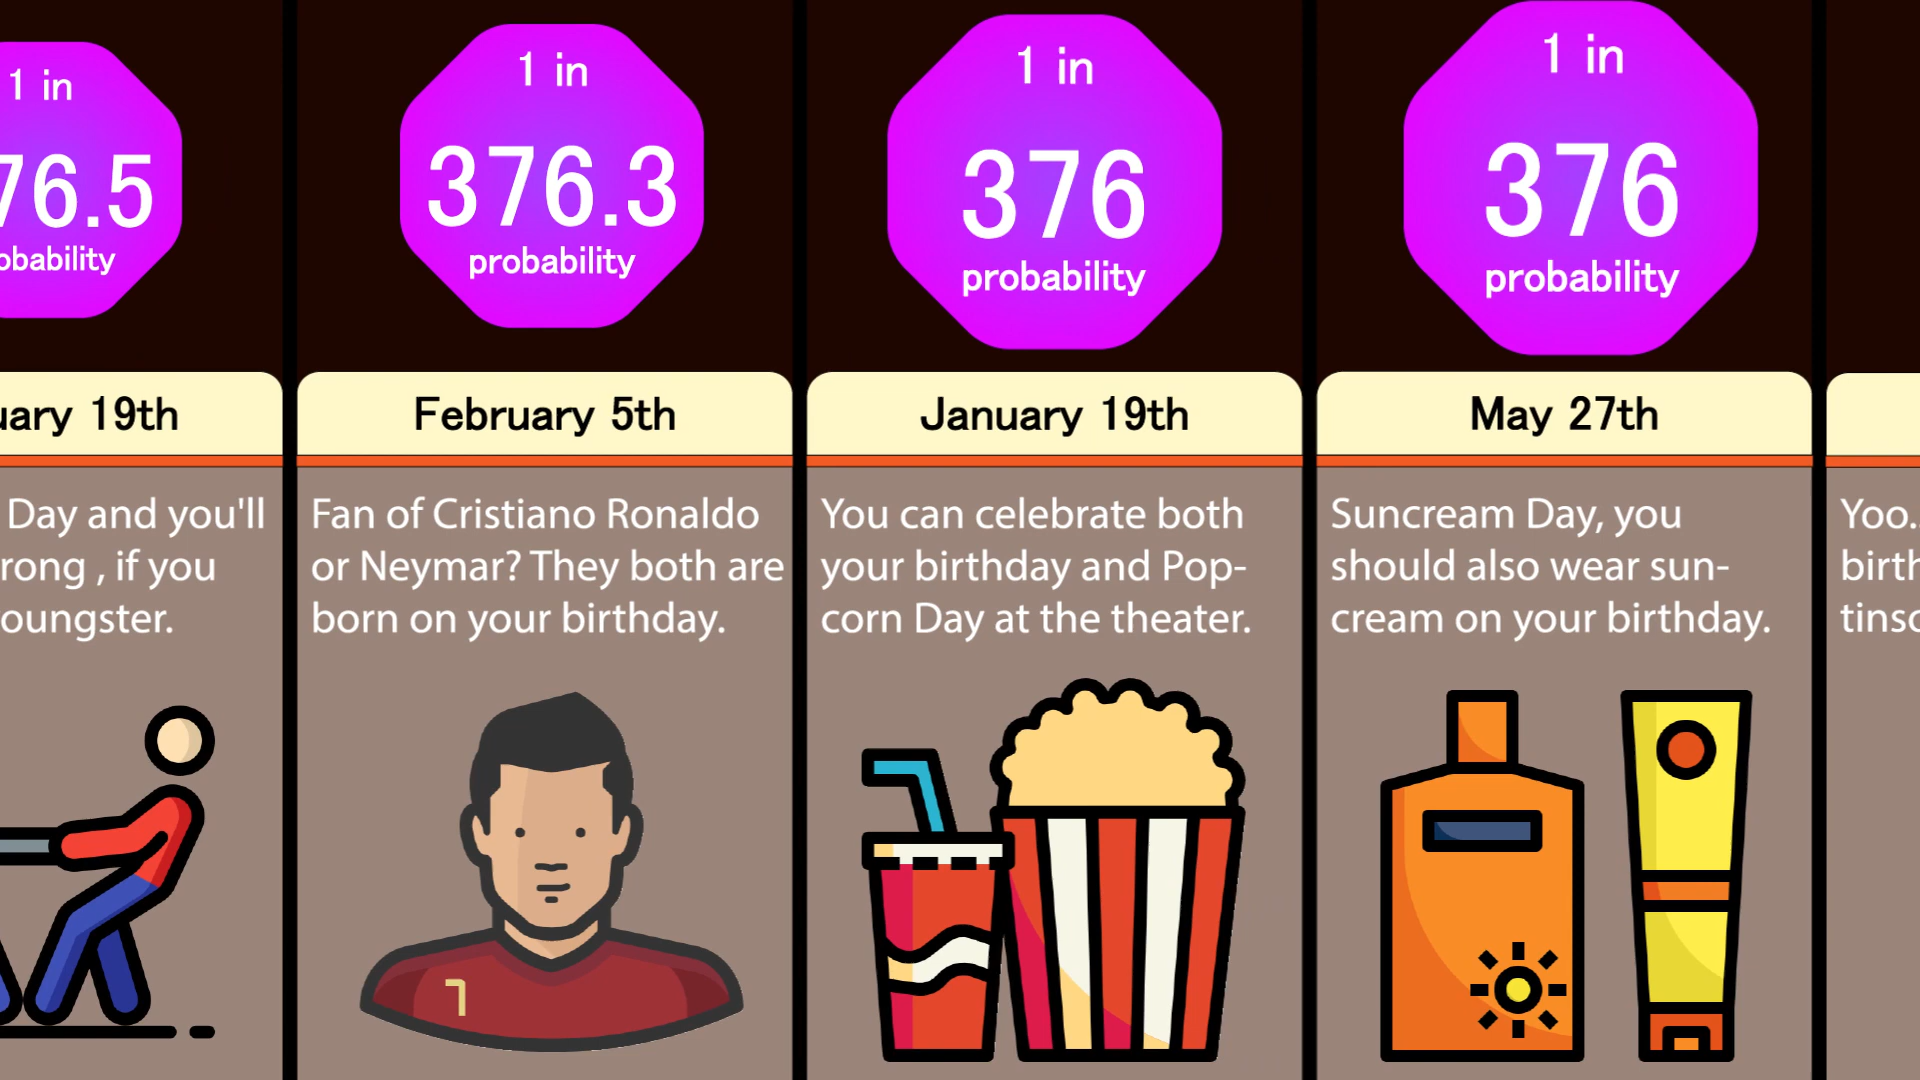 1 in
76.5
obability
uary 19th
Day and you'll
rong , if you
oungster.
1 in
376.3
probability
February 5th
Fan of Cristiano Ronaldo
or Neymar? They both are
born on your birthday.
7
1 in
376
probability
January 19th
You can celebrate both
your birthday and Pop-
corn Day at the theater.
1 in
376
probability
May 27th
Suncream Day, you
should also wear sun-
cream on your birthday.
Yoo.
birth
tinso